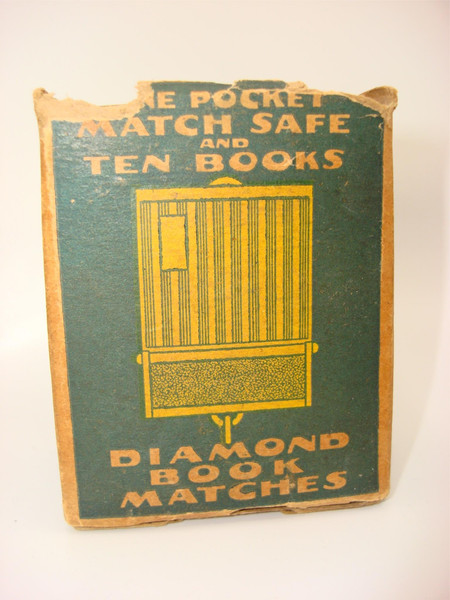 POCKET
MATCH SAFE
AND
TEN BOOKS
DIAMOND
BOOK
MATCHES